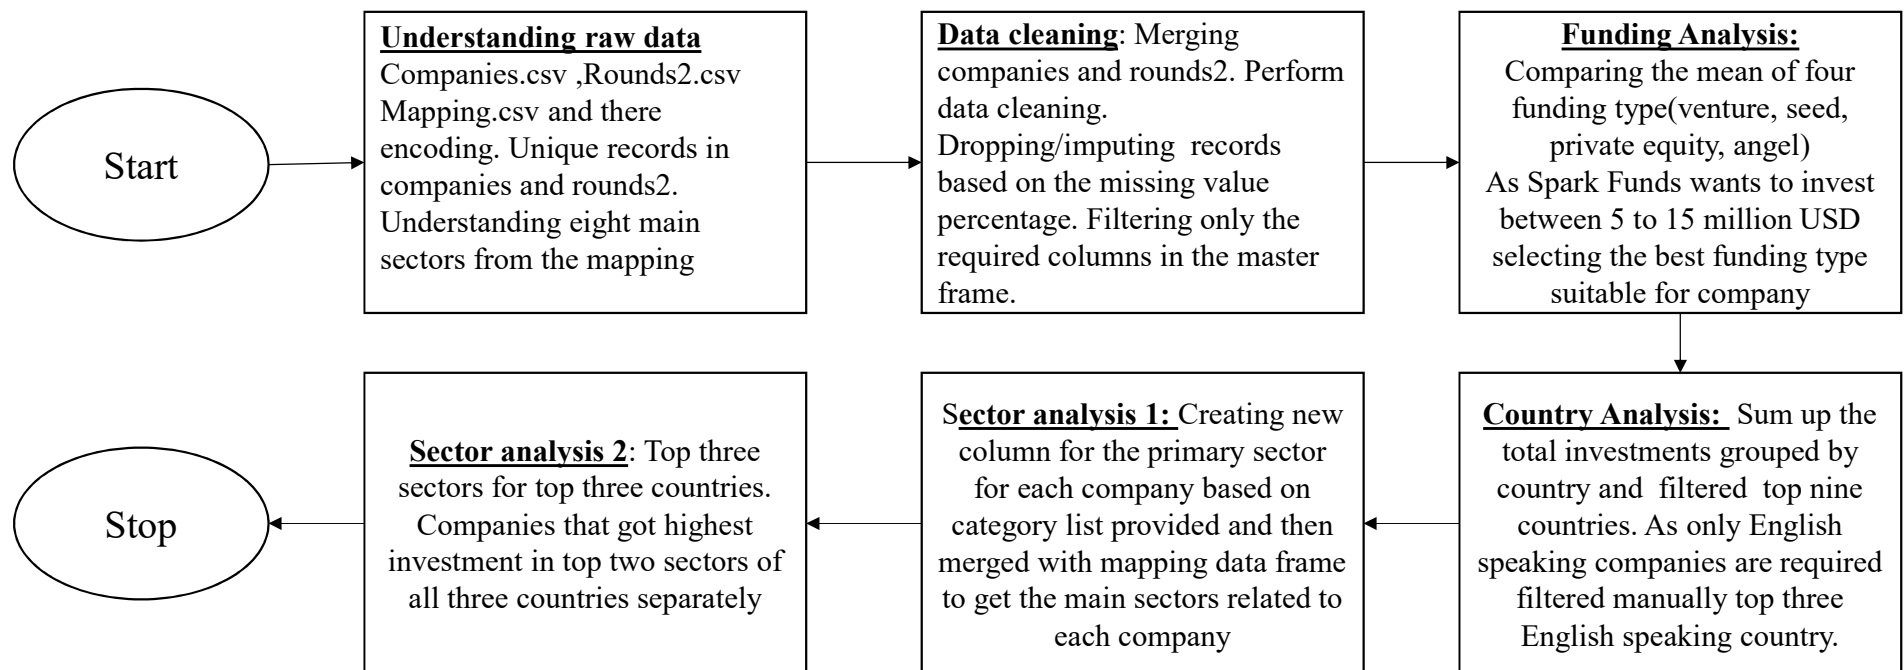 Start
Understanding raw data
Companies.csv ,Rounds2.csv
Mapping.csv and there
encoding. Unique records in
companies and rounds2.
Understanding eight main
sectors from the mapping
Data cleaning: Merging
companies and rounds2. Perform
data cleaning.
Dropping/imputing records
based on the missing value
percentage. Filtering only the
required columns in the master
frame.
Funding Analysis:
Comparing the mean of four
funding type(venture, seed,
private equity, angel)
As Spark Funds wants to invest
between 5 to 15 million USD
selecting the best funding type
suitable for company
Country Analysis: Sum up the
total investments grouped by
country and filtered top nine
countries. As only English
speaking companies are required
filtered manually top three
English speaking country.
Sector analysis 1: Creating new
column for the primary sector
for each company based on
category list provided and then
merged with mapping data frame
to get the main sectors related to
each company
Sector analysis 2: Top three
sectors for top three countries.
Companies that got highest
investment in top two sectors of
all three countries separately
Stop